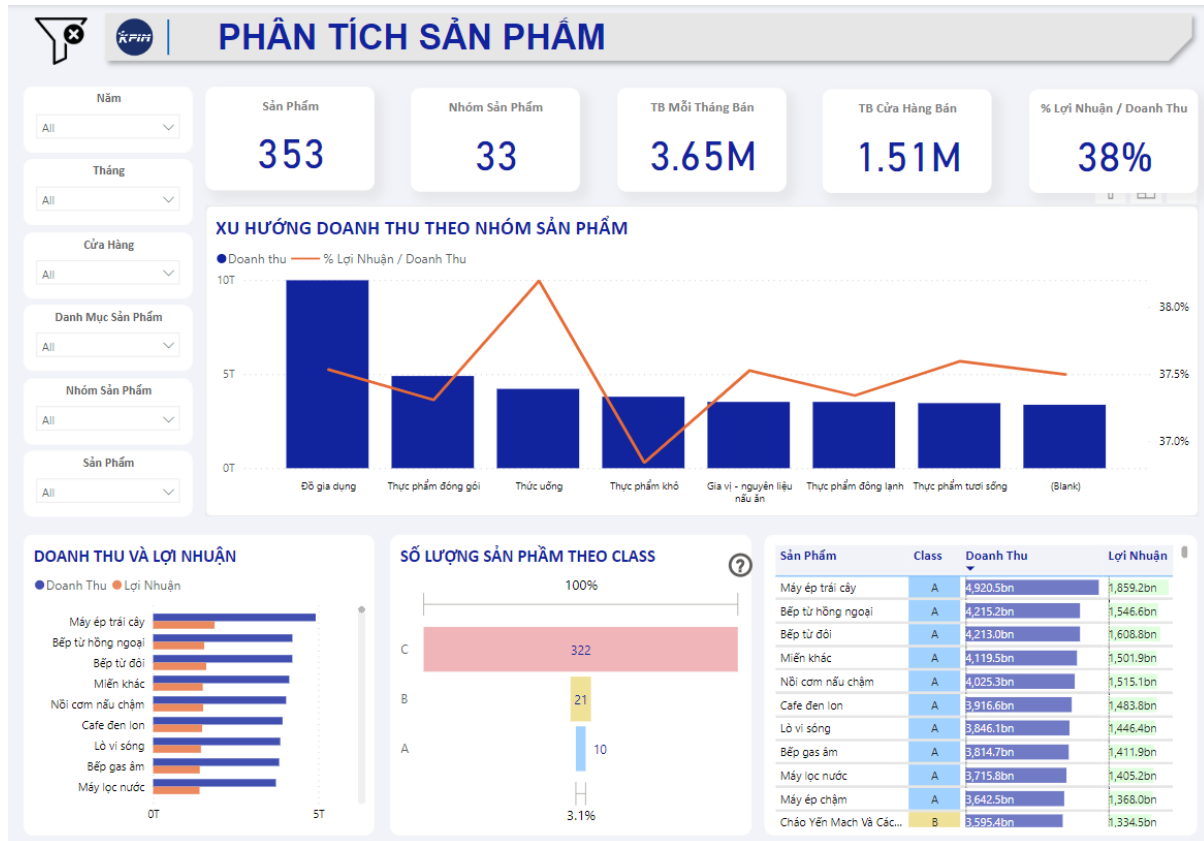 KPIM
PHÂN TÍCH SẢN PHẨM
Năm
All
Tháng
All
Cửa Hàng
All
Danh Mục Sản Phẩm
All
Nhóm Sản Phẩm
All
Sản Phẩm
All
Sản Phẩm
353
Nhóm Sản Phẩm
33
TB Mỗi Tháng Bán
3.65M
TB Cửa Hàng Bán
1.51M
% Lợi Nhuận / Doanh Thu
38%
XU HƯỚNG DOANH THU THEO NHÓM SẢN PHẨM
Doanh thu % Lợi Nhuận / Doanh Thu
10T
5T
0T
38.0%
37.5%
37.0%
Đồ gia dụng
Thực phẩm đóng gói
Thức uống
Thực phẩm khô
Gia vị - nguyên liệu
nấu ăn
Thực phẩm đông lạnh
Thực phẩm tươi sống
(Blank)
DOANH THU VÀ LỢI NHUẬN
Doanh Thu Lợi Nhuận
Máy ép trái cây
Bếp từ hồng ngoại
Bếp từ đôi
Miến khác
Nồi cơm nấu chậm
Cafe đen lon
Lò vi sóng
Bếp gas âm
Máy lọc nước
0T 5T
SỐ LƯỢNG SẢN PHẦM THEO CLASS
?
100%
C 322
B 21
A 10
3.1%
Sản Phẩm Class Doanh Thu Lợi Nhuận
Máy ép trái cây A 4,920.5bn 1,859.2bn
Bếp từ hồng ngoại A 4,215.2bn 1,546.6bn
Bếp từ đôi A 4,213.0bn 1,608.8bn
Miến khác A 4,119.5bn 1,501.9bn
Nồi cơm nấu chậm A 4,025.3bn 1,515.1bn
Cafe đen lon A 3,916.6bn 1,483.8bn
Lò vi sóng A 3,846.1bn 1,446.4bn
Bếp gas âm A 3,814.7bn 1,411.9bn
Máy lọc nước A 3,715.8bn 1,405.2bn
Máy ép chậm A 3,642.5bn 1,368.0bn
Cháo Yến Mạch Và Các... B 3,595.4bn 1,334.5bn